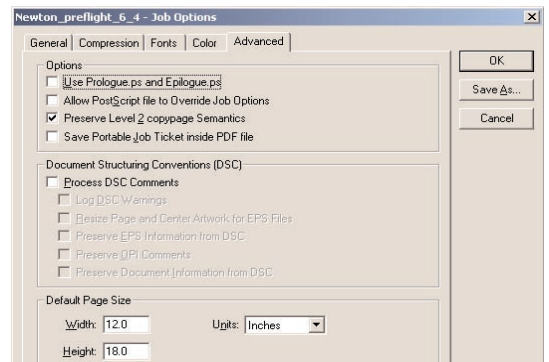 Newton_preflight_6_4 - Job Options
General Compression Fonts Color Advanced
OK
Save As...
Cancel
Options
Use Prologue.ps and Epilogue.ps
Allow PostScript file to Override Job Options
Preserve Level 2 copypage Semantics
Save Portable Job Ticket inside PDF file
Document Structuring Conventions (DSC)
Process DSC Comments
Log DSC Warnings
Resize Page and Center Artwork for EPS Files
Preserve EPS Information from DSC
Preserve OPI Comments
Preserve Document Information from DSC
Default Page Size
Width: 12.0 Units: Inches
Height: 18.0